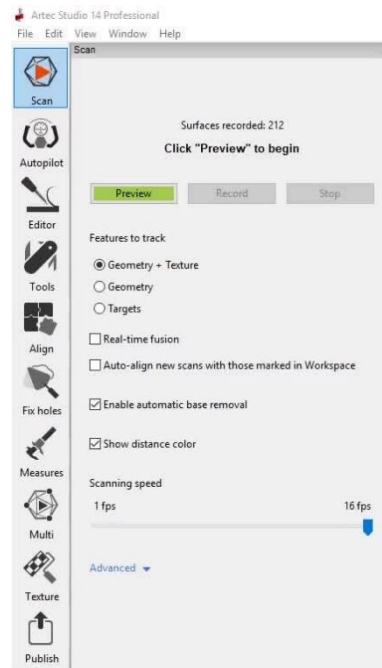 Artec Studio 14 Professional
File Edit View Window Help
Scan
Scan
Autopilot
Editor
Tools
Align
Fix holes
Measures
Multi
Texture
Publish
Surfaces recorded: 212
Click "Preview" to begin
Preview Record Stop
Features to track
Geometry + Texture
Geometry
Targets
Real-time fusion
Auto-align new scans with those marked in Workspace
Enable automatic base removal
Show distance color
Scanning speed
1 fps 16 fps
Advanced